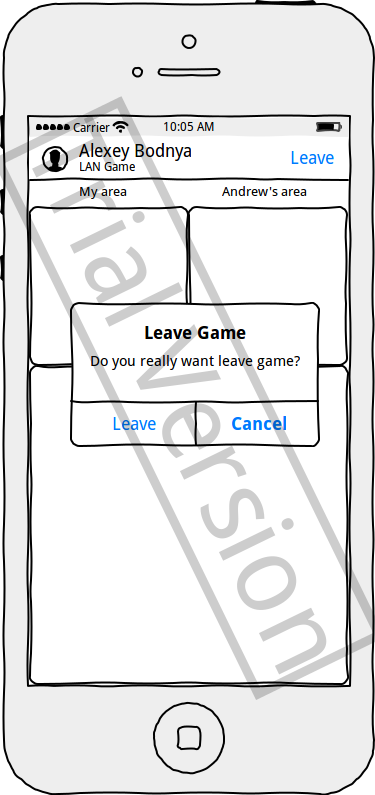 Carrier 10:05 AM
Alexey Bodnya
LAN Game
Leave
My area Andrew's area
Leave Game
Do you really want leave game?
Leave Cancel
Trial Version